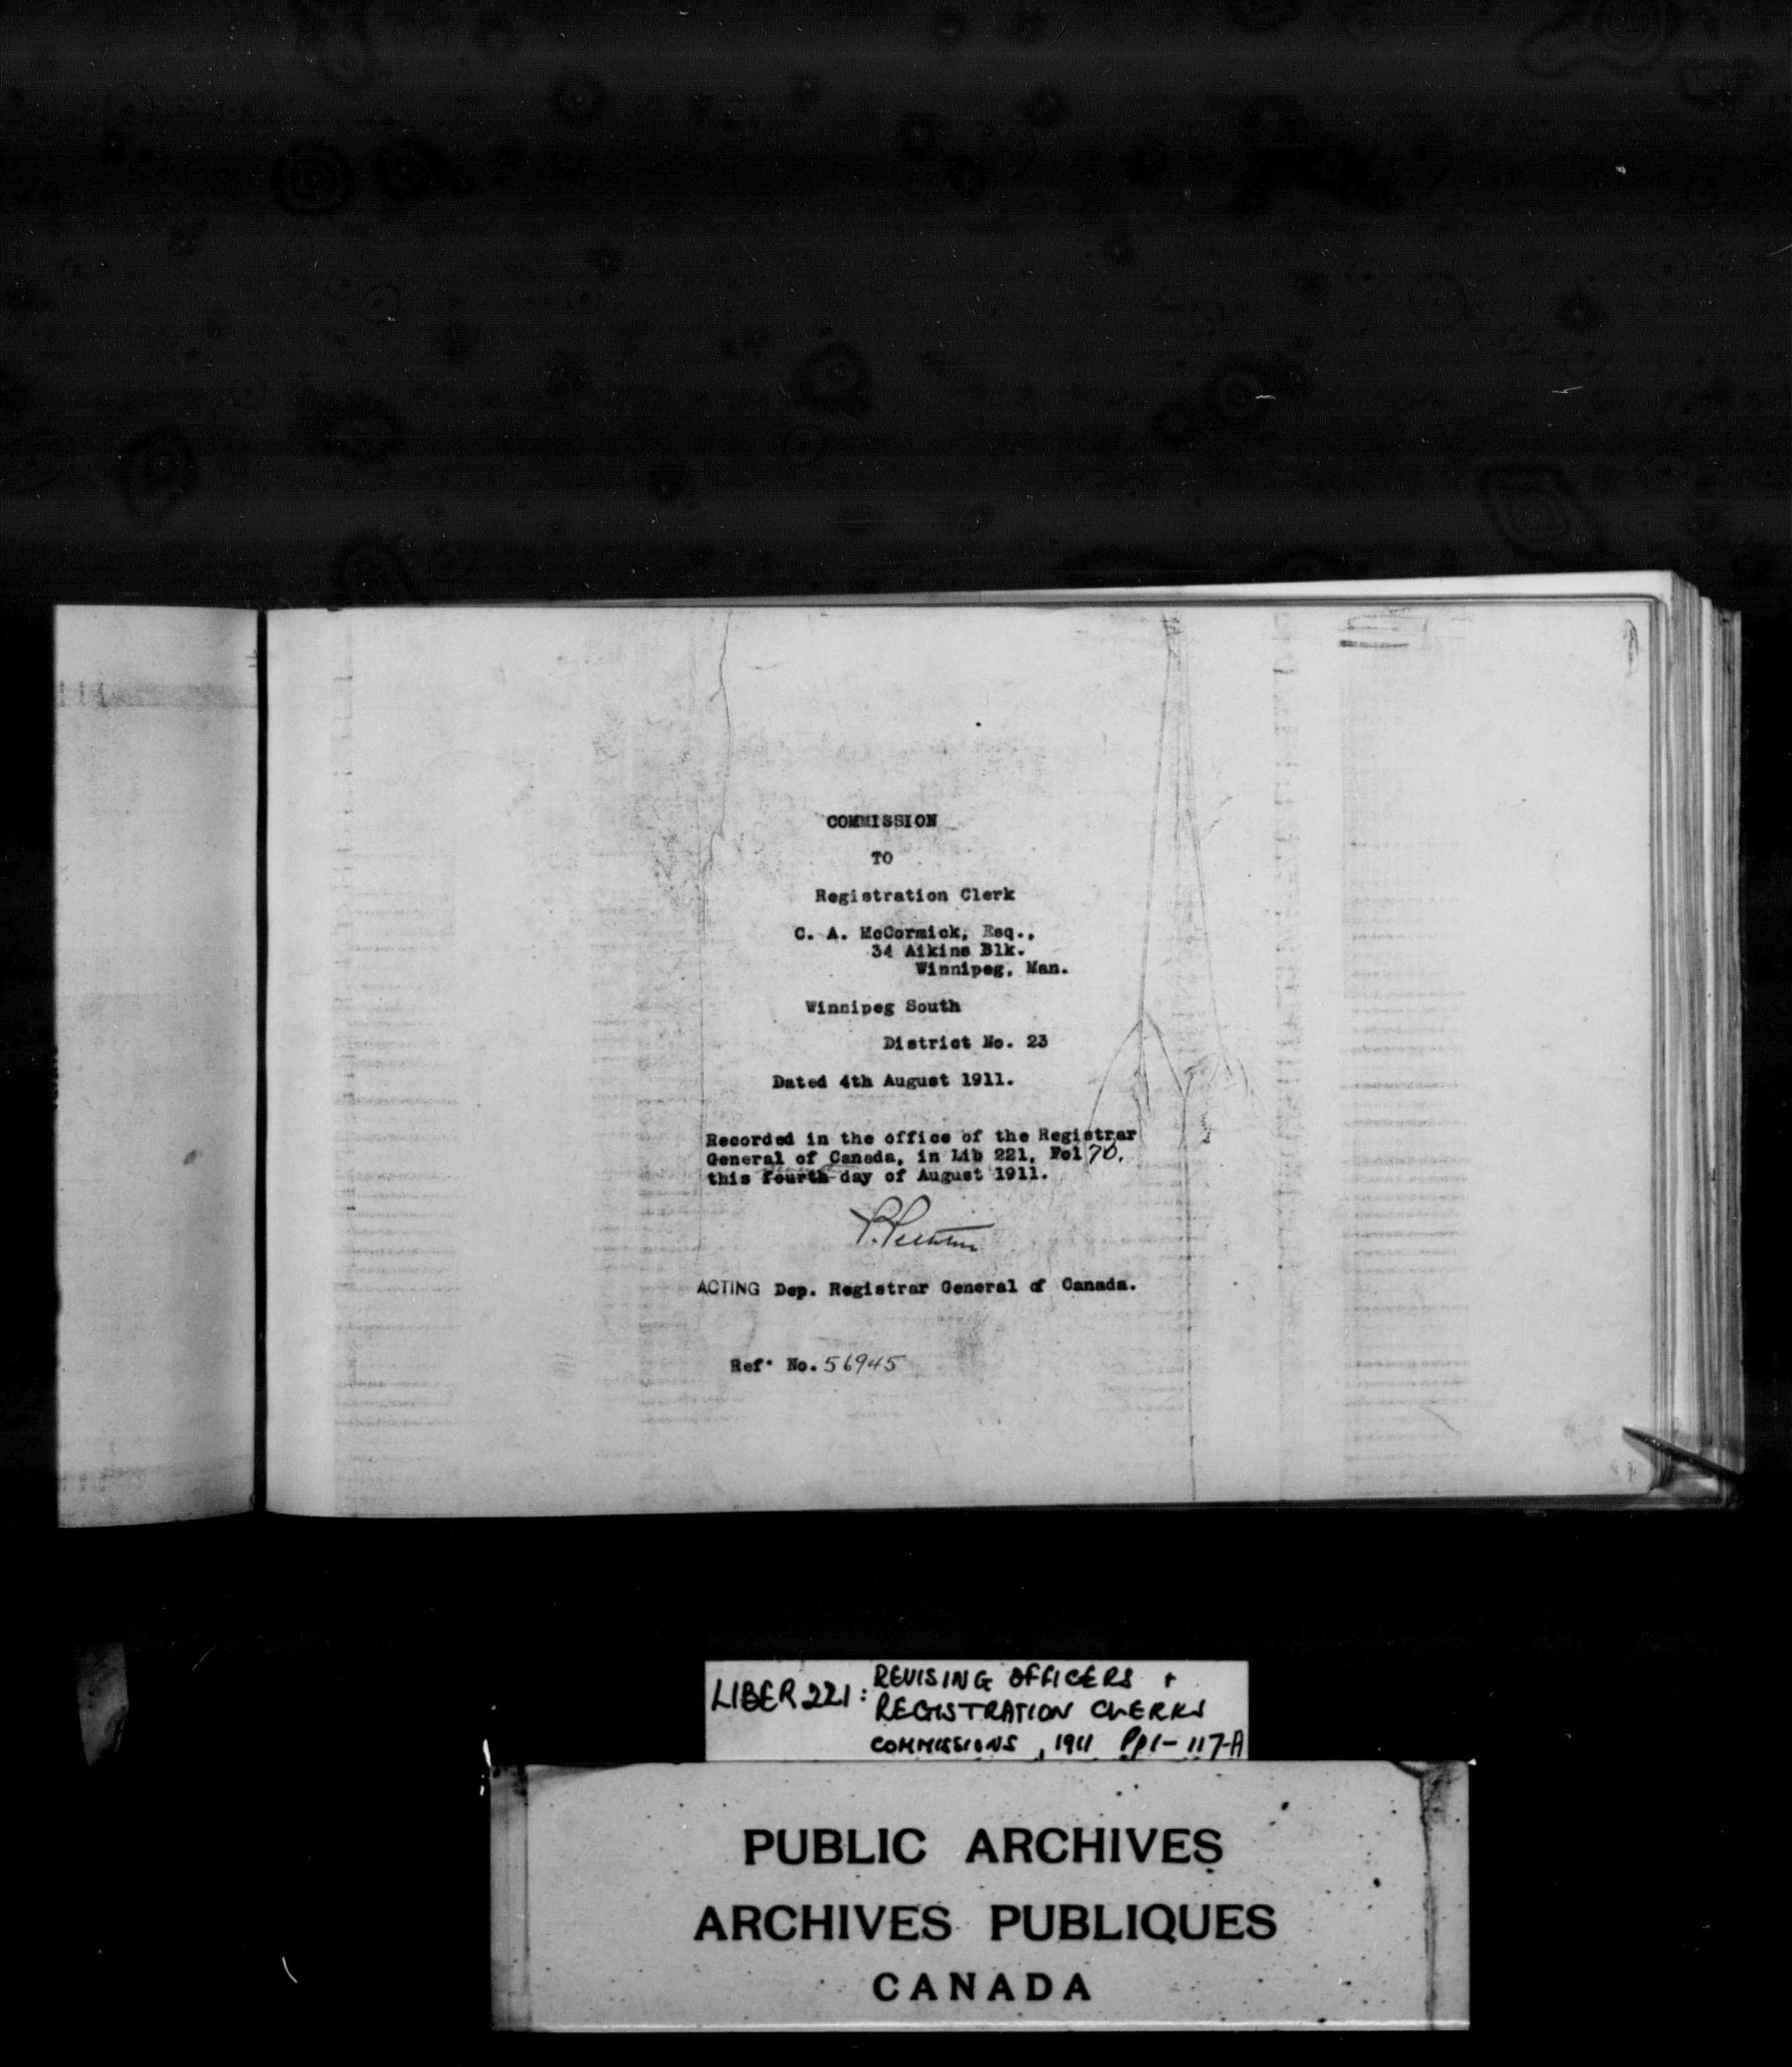 COMMISSION
TO
Registration Clerk
C. A. McCormick, Esq.,
34 Aikins Blk.
Winnipeg, Man.
Winnipeg South
District No. 23
Dated 4th August 1911.
Recorded in the office of the Registrar
General of Canada, in Lib 221, Fol 70,
this fourth day of August 1911.
ACTING Dep. Registrar General of Canada.
Ref. No. 56945
LIBER 221: REVISING OFFICERS +
REGISTRATION CLERKS
COMMISSIONS, 1911 Pp1-117-A
PUBLIC ARCHIVES
ARCHIVES PUBLIQUES
CANADA